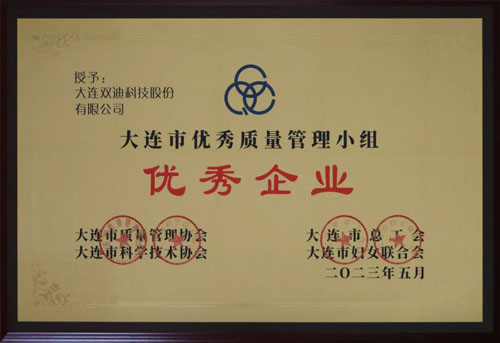 授予：
大连双迪科技股份
有限公司
大连市优秀质量管理小组
优秀企业
大连市质量管理协会
大连市科学技术协会
大连市总工会
大连市妇女联合会
二〇二三年五月